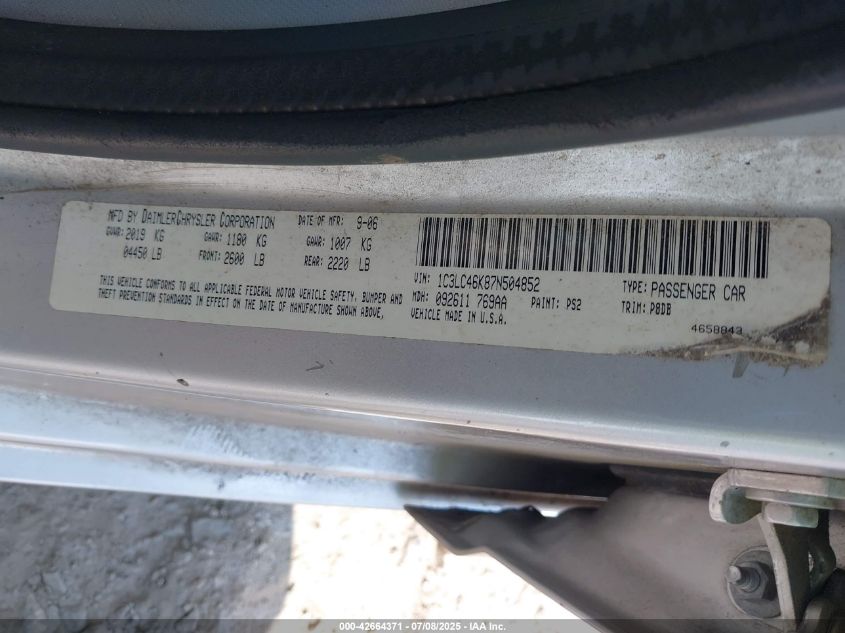 MFD BY DAIMLERCHRYSLER CORPORATION DATE OF MFR: 9-06
GVWR: 2019 KG GAWR: 1180 KG GAWR: 1007 KG
04450 LB FRONT: 2600 LB REAR: 2220 LB
THIS VEHICLE CONFORMS TO ALL APPLICABLE FEDERAL MOTOR VEHICLE SAFETY, BUMPER AND
THEFT PREVENTION STANDARDS IN EFFECT ON THE DATE OF MANUFACTURE SHOWN ABOVE,
VIN: 1C3LC46K87N504852 TYPE: PASSENGER CAR
MDH: 092611 769AA PAINT: PS2 TRIM: P8DB
VEHICLE MADE IN U.S.A. 4658843
000-42664371 | 07/08/2025 - IAA Inc.